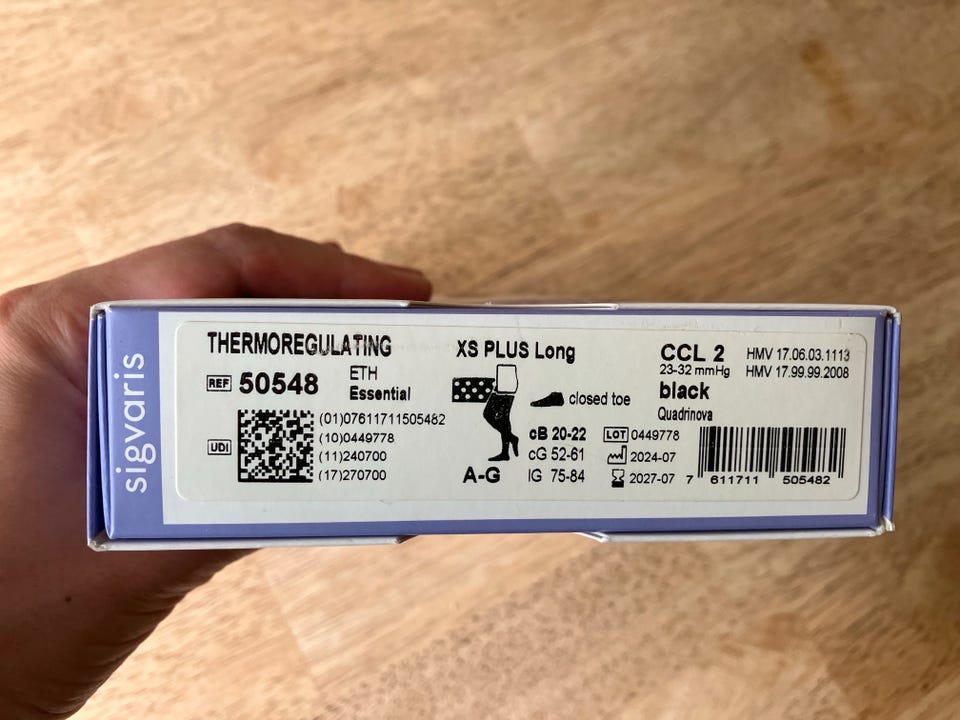 sigvaris
THERMOREGULATING
REF 50548
ETH
Essential
UDI
(01)07611711505482
(10)0449778
(11)240700
(17)270700
XS PLUS Long
closed toe
cB 20-22
cG 52-61
A-G
lG 75-84
CCL 2
23-32 mmHg
black
Quadrinova
HMV 17.06.03.1113
HMV 17.99.99.2008
LOT 0449778
2024-07
2027-07
7 611711 505482